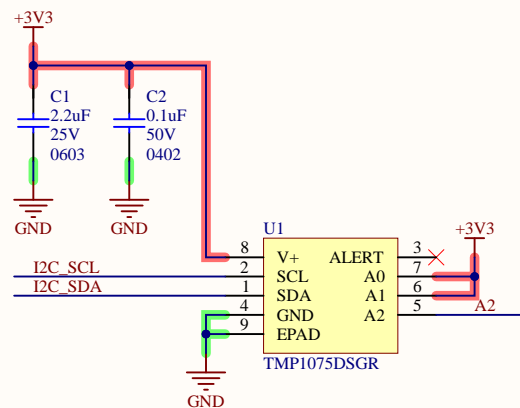 +3V3
C1
2.2uF
25V
0603
C2
0.1uF
50V
0402
GND
GND
U1
+3V3
8 V+ ALERT 3
I2C_SCL 2 SCL A0 7
I2C_SDA 1 SDA A1 6
4 GND A2 5 A2
9 EPAD
TMP1075DSGR
GND